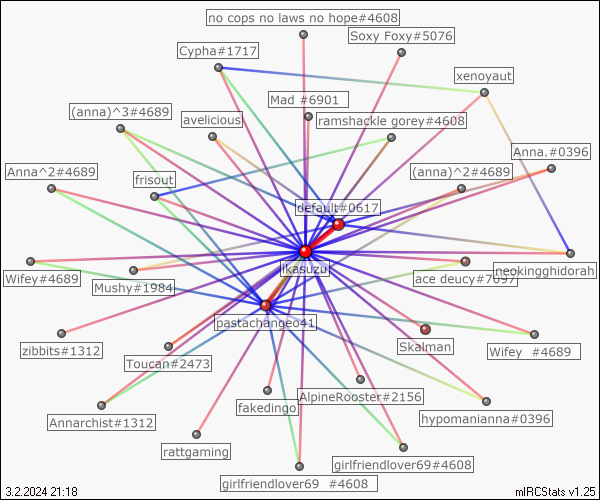 no cops no laws no hope#4608
Soxy Foxy#5076
Cypha#1717
xenoyaut
Mad #6901
(anna)^3#4689
avelicious
ramshackle gorey#4608
Anna.#0396
Anna^2#4689
frisout
(anna)^2#4689
default#0617
ikasuzu
Wifey#4689
Mushy#1984
ace deucy#7097
neokingghidorah
pastachangeo41
zibbits#1312
Toucan#2473
Skalman
Wifey #4689
AlpineRooster#2156
fakedingo
hypomanianna#0396
Annarchist#1312
rattgaming
girlfriendlover69#4608
girlfriendlover69 #4608
3.2.2024 21:18
mIRCStats v1.25